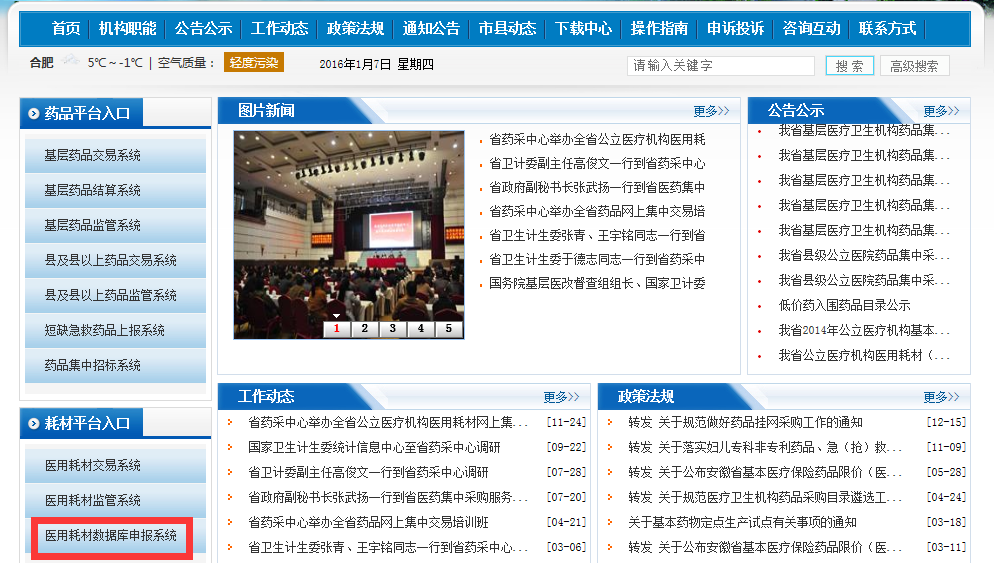 首页 机构职能 公告公示 工作动态 政策法规 通知公告 市县动态 下载中心 操作指南 申诉投诉 咨询互动 联系方式
合肥 5℃～-1℃ | 空气质量： 轻度污染 2016年1月7日 星期四 请输入关键字 搜 索 高级搜索
药品平台入口
基层药品交易系统
基层药品结算系统
基层药品监管系统
县及县以上药品交易系统
县及县以上药品监管系统
短缺急救药品上报系统
药品集中招标系统
耗材平台入口
医用耗材交易系统
医用耗材监管系统
医用耗材数据库申报系统
图片新闻 更多>>
1 2 3 4 5
省药采中心举办全省公立医疗机构医用耗
省卫计委副主任高俊文一行到省药采中心
省政府副秘书长张武扬一行到省医药集中
省药采中心举办全省药品网上集中交易培
省卫生计生委张青、王宇铭同志一行到省
省卫生计生委于德志同志一行到省药采中
国务院基层医改督查组组长、国家卫计委
公告公示 更多>>
我省基层医疗卫生机构药品集...
我省基层医疗卫生机构药品集...
我省基层医疗卫生机构药品集...
我省基层医疗卫生机构药品集...
我省基层医疗卫生机构药品集...
我省县级公立医院药品集中采...
我省县级公立医院药品集中采...
低价药入围药品目录公示
我省2014年公立医疗机构基本...
我省公立医疗机构医用耗材（...
工作动态 更多>>
省药采中心举办全省公立医疗机构医用耗材网上集... [11-24]
国家卫生计生委统计信息中心至省药采中心调研 [09-22]
省卫计委副主任高俊文一行到省药采中心调研 [07-28]
省政府副秘书长张武扬一行到省医药集中采购服务... [07-20]
省药采中心举办全省药品网上集中交易培训班 [04-21]
省卫生计生委张青、王宇铭同志一行到省药采中心... [03-06]
政策法规 更多>>
转发 关于规范做好药品挂网采购工作的通知 [12-15]
转发 关于落实妇儿专科非专利药品、急（抢）救... [11-09]
转发 关于公布安徽省基本医疗保险药品限价（医... [05-28]
转发 关于规范医疗卫生机构药品采购目录遴选工... [04-24]
关于基本药物定点生产试点有关事项的通知 [03-18]
转发 关于公布安徽省基本医疗保险药品限价（医... [03-11]